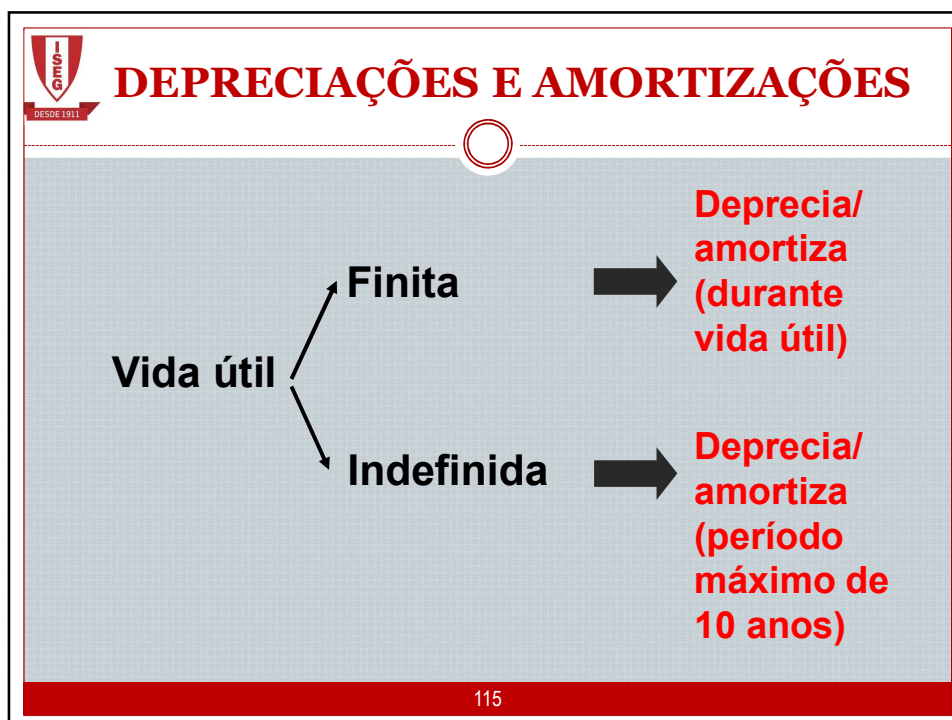 ISEG
DESDE 1911
DEPRECIAÇÕES E AMORTIZAÇÕES
Vida útil
Finita
Deprecia/
amortiza
(durante
vida útil)
Indefinida
Deprecia/
amortiza
(período
máximo de
10 anos)
115